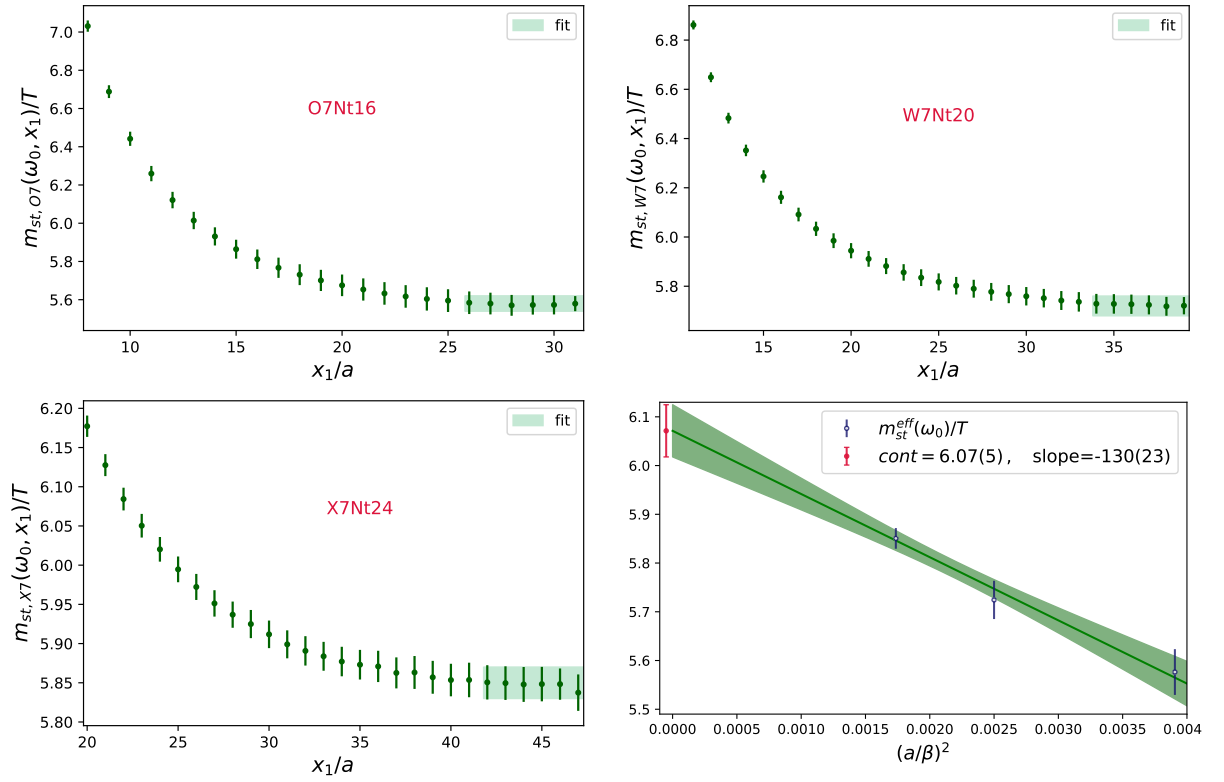 7.0
6.8
6.6
6.4
6.2
6.0
5.8
5.6
m_{st, O7}(ω_0, x_1)/T
fit
O7Nt16
10 15 20 25 30
x_1/a
6.8
6.6
6.4
6.2
6.0
5.8
m_{st, W7}(ω_0, x_1)/T
fit
W7Nt20
15 20 25 30 35
x_1/a
6.20
6.15
6.10
6.05
6.00
5.95
5.90
5.85
5.80
m_{st, X7}(ω_0, x_1)/T
fit
X7Nt24
20 25 30 35 40 45
x_1/a
6.1
6.0
5.9
5.8
5.7
5.6
5.5
m_{st}^{eff}(ω_0)/T
cont = 6.07(5) , slope=-130(23)
0.0000 0.0005 0.0010 0.0015 0.0020 0.0025 0.0030 0.0035 0.004
(a/β)^2